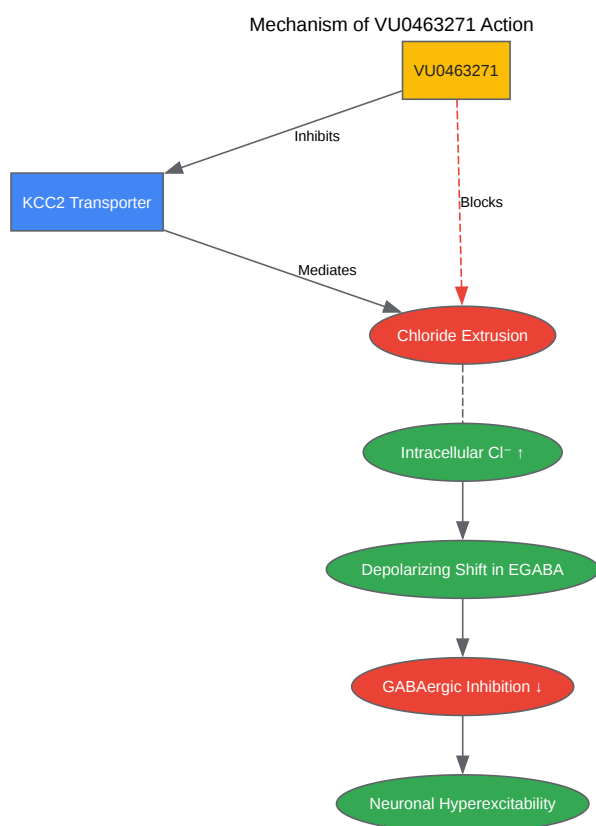 Mechanism of VU0463271 Action
VU0463271
Inhibits
KCC2 Transporter
Blocks
Mediates
Chloride Extrusion
Intracellular Cl⁻ ↑
Depolarizing Shift in EGABA
GABAergic Inhibition ↓
Neuronal Hyperexcitability